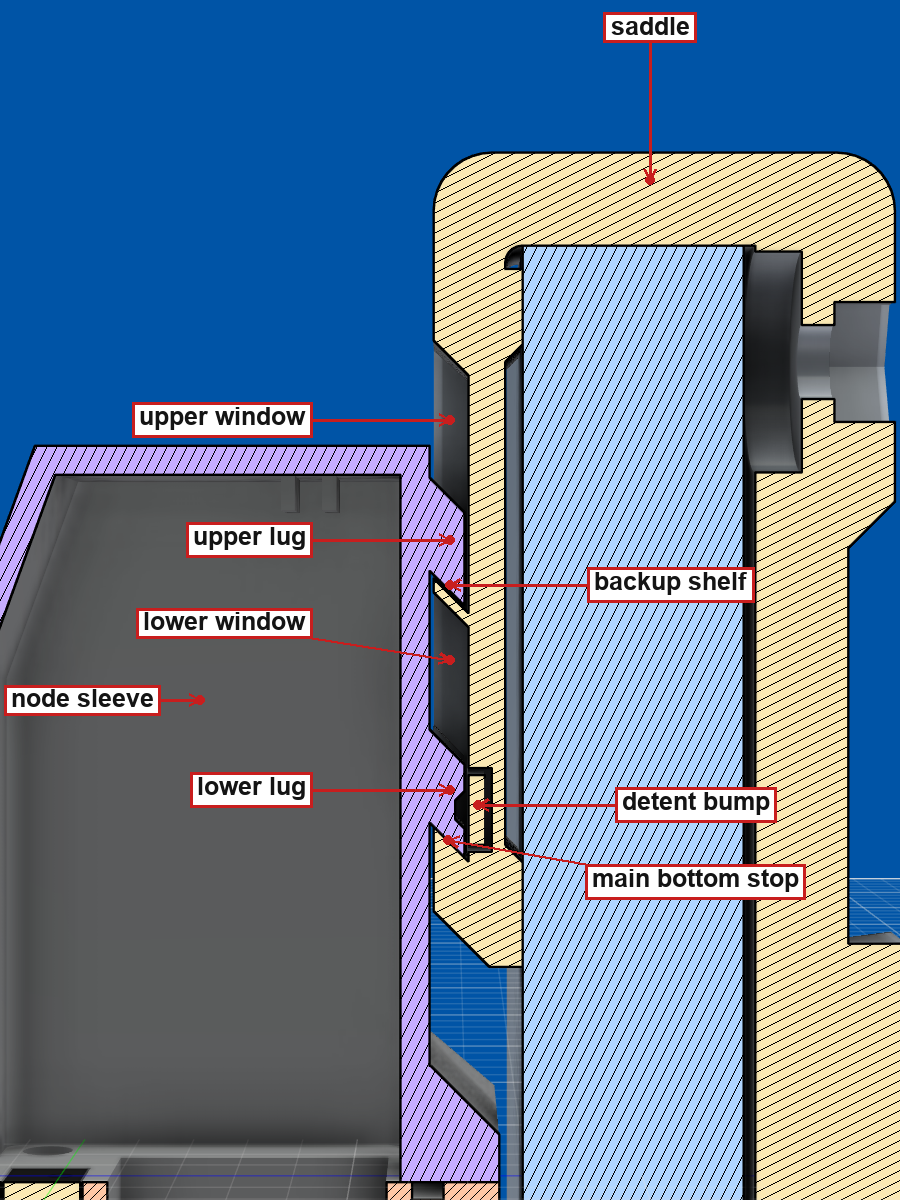 saddle
upper window
upper lug
backup shelf
lower window
node sleeve
lower lug
detent bump
main bottom stop